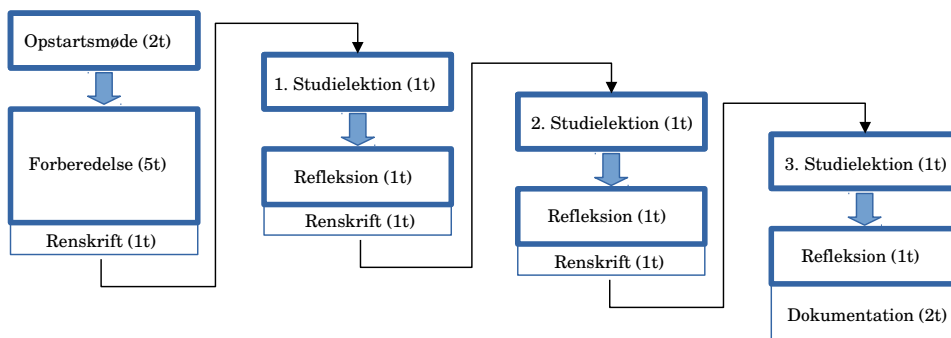 Opstartsmøde (2t)
Forberedelse (5t)
Renskrift (1t)
1. Studielektion (1t)
Refleksion (1t)
Renskrift (1t)
2. Studielektion (1t)
Refleksion (1t)
Renskrift (1t)
3. Studielektion (1t)
Refleksion (1t)
Dokumentation (2t)